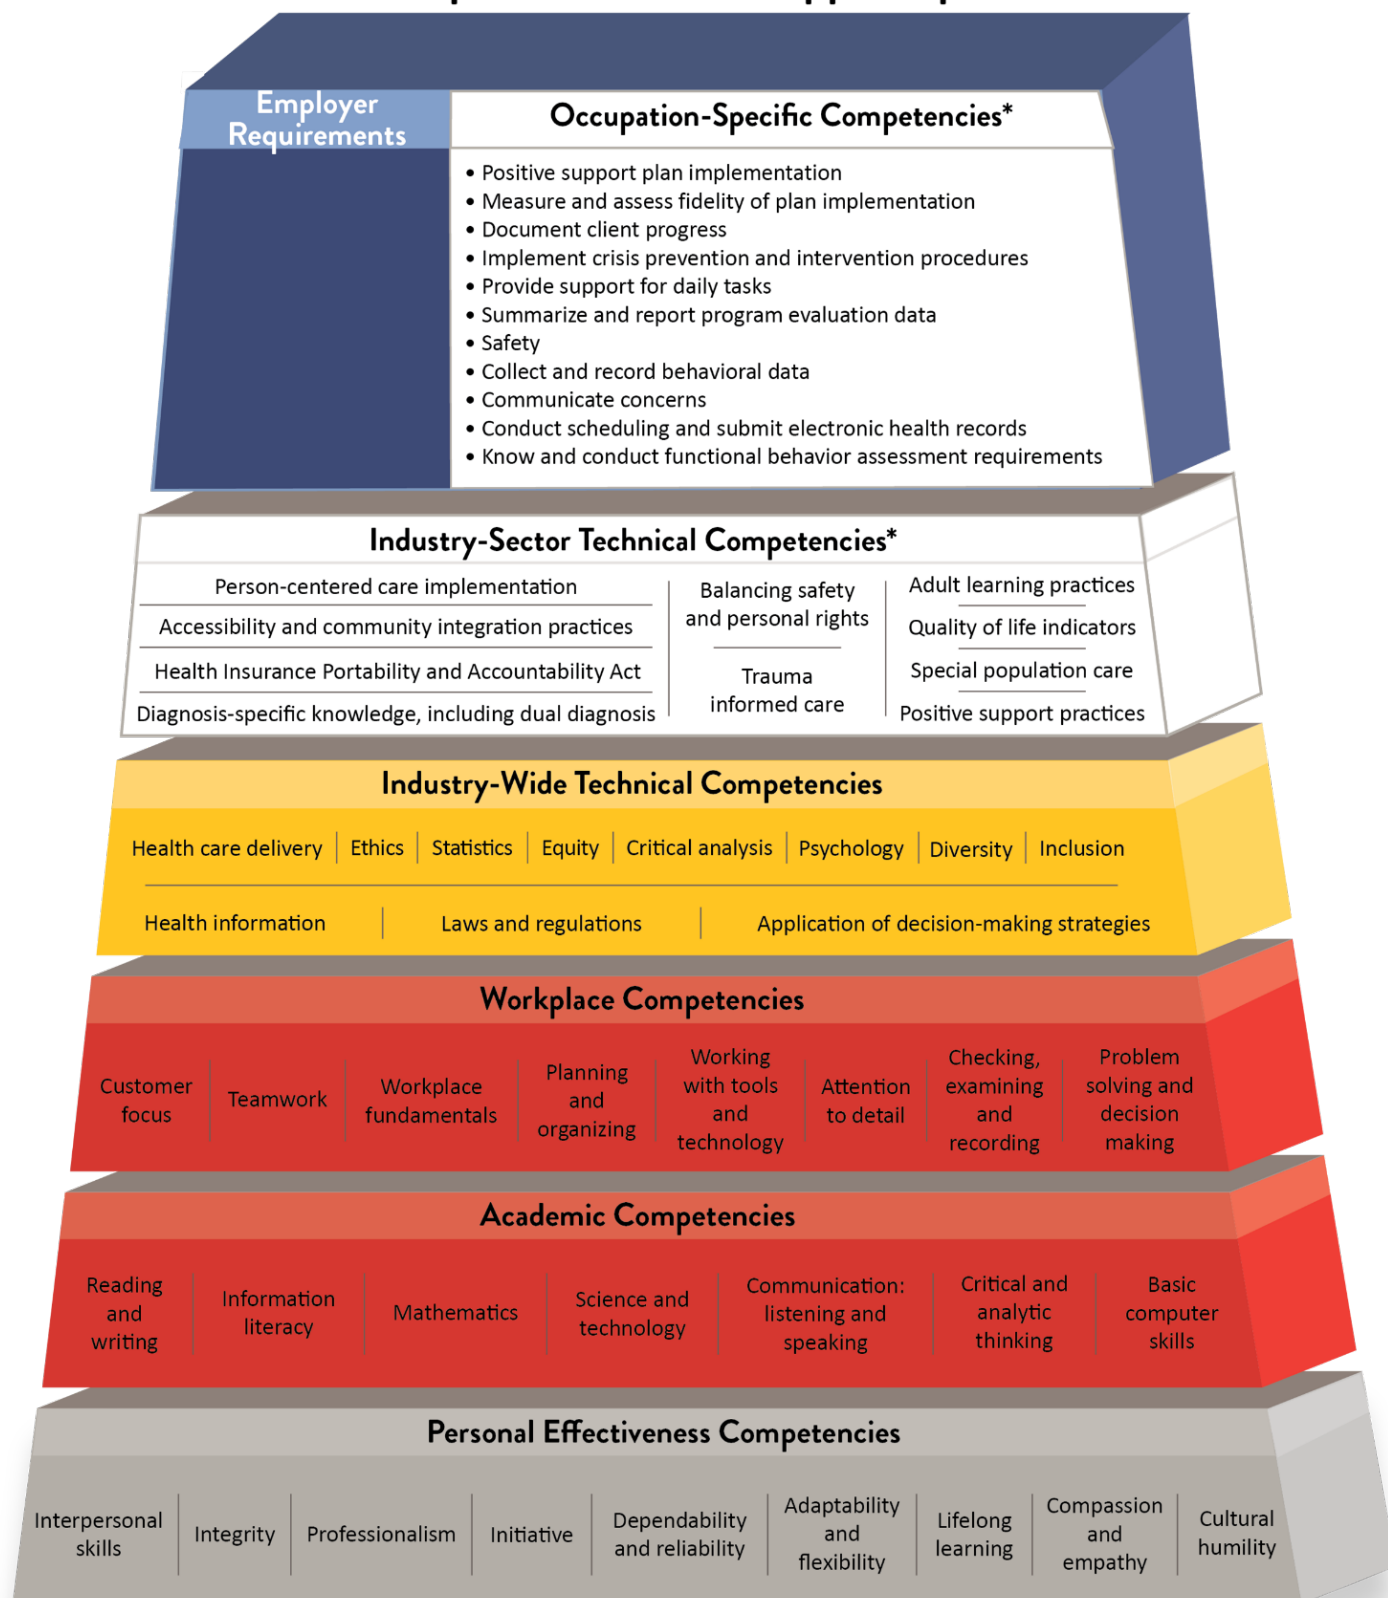 Employer
Requirements
Occupation-Specific Competencies*
• Positive support plan implementation
• Measure and assess fidelity of plan implementation
• Document client progress
• Implement crisis prevention and intervention procedures
• Provide support for daily tasks
• Summarize and report program evaluation data
• Safety
• Collect and record behavioral data
• Communicate concerns
• Conduct scheduling and submit electronic health records
• Know and conduct functional behavior assessment requirements
Industry-Sector Technical Competencies*
Person-centered care implementation
Accessibility and community integration practices
Health Insurance Portability and Accountability Act
Diagnosis-specific knowledge, including dual diagnosis
Balancing safety
and personal rights
Trauma
informed care
Adult learning practices
Quality of life indicators
Special population care
Positive support practices
Industry-Wide Technical Competencies
Health care delivery
Ethics
Statistics
Equity
Critical analysis
Psychology
Diversity
Inclusion
Health information
Laws and regulations
Application of decision-making strategies
Workplace Competencies
Customer
focus
Teamwork
Workplace
fundamentals
Planning
and
organizing
Working
with tools
and
technology
Attention
to detail
Checking,
examining
and
recording
Problem
solving and
decision
making
Academic Competencies
Reading
and
writing
Information
literacy
Mathematics
Science and
technology
Communication:
listening and
speaking
Critical and
analytic
thinking
Basic
computer
skills
Personal Effectiveness Competencies
Interpersonal
skills
Integrity
Professionalism
Initiative
Dependability
and reliability
Adaptability
and
flexibility
Lifelong
learning
Compassion
and
empathy
Cultural
humility